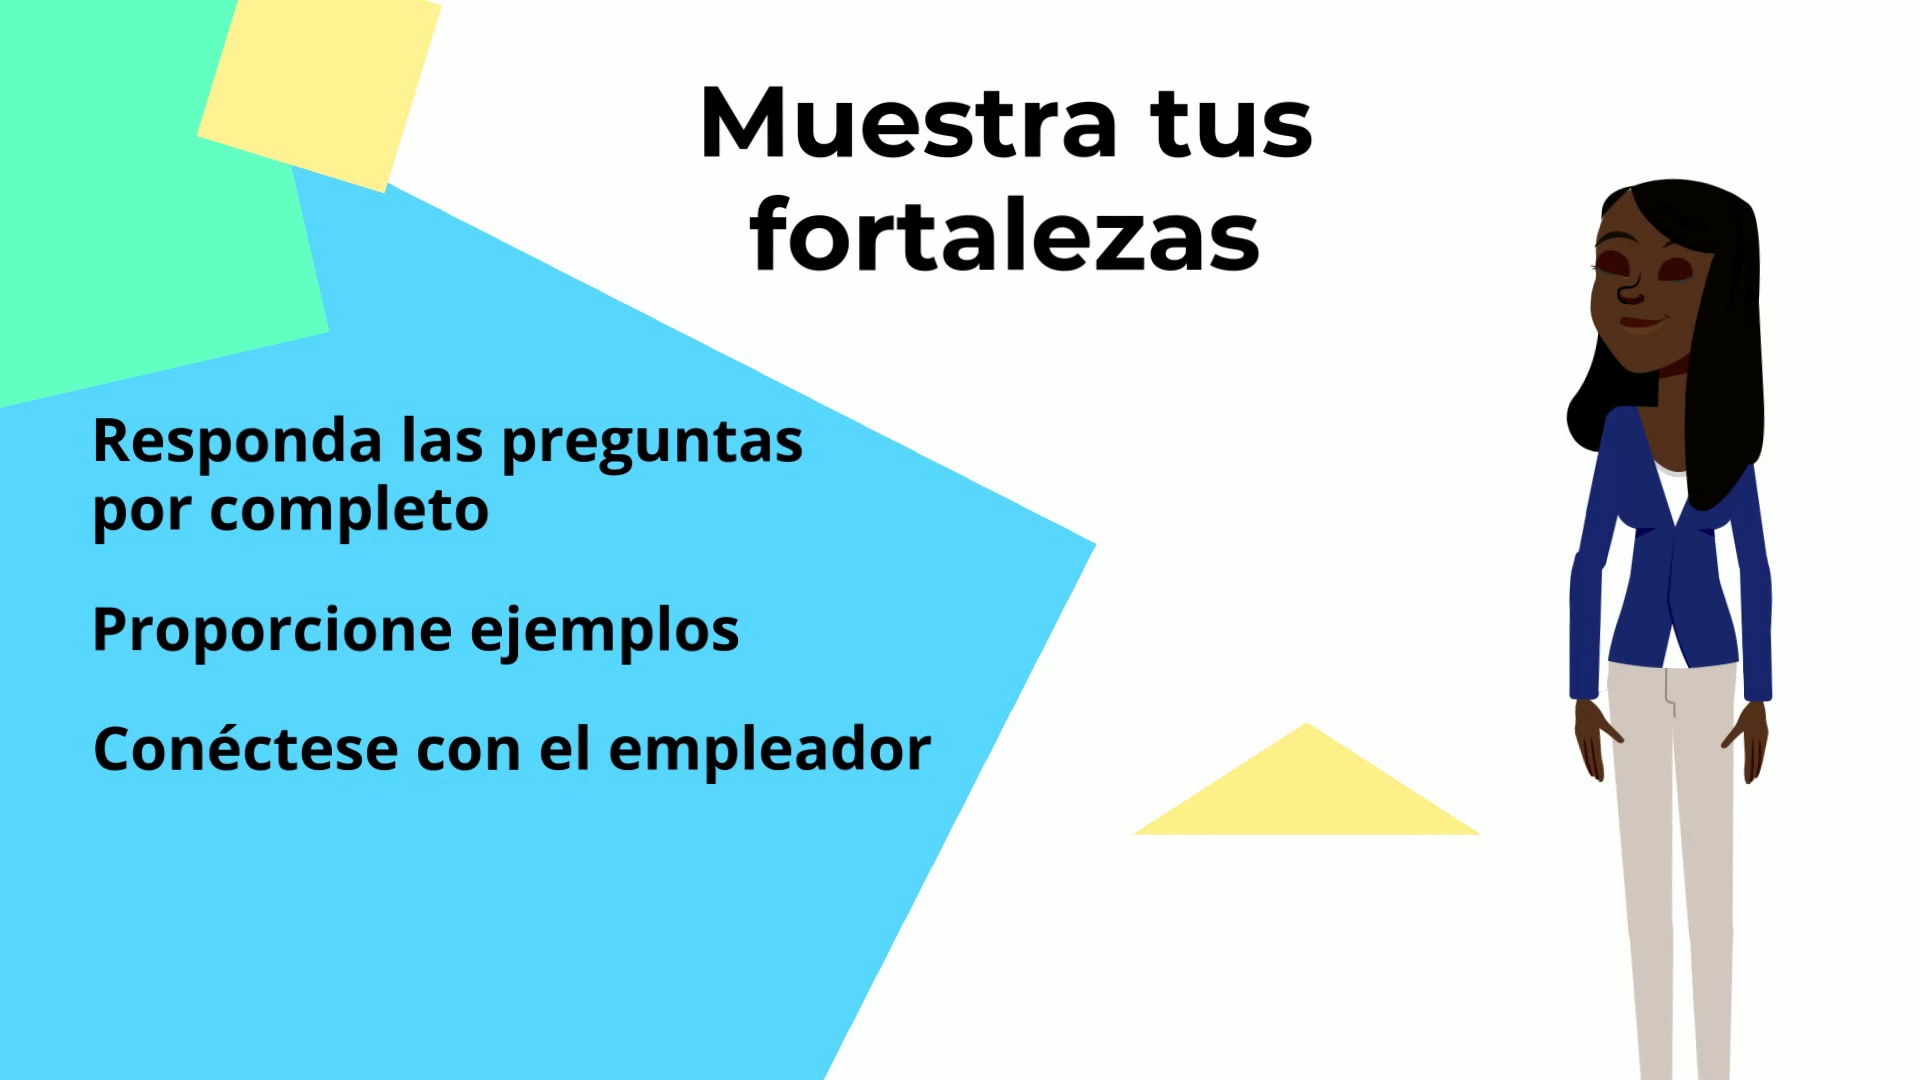 Muestra tus
fortalezas
Responda las preguntas
por completo
Proporcione ejemplos
Conéctese con el empleador